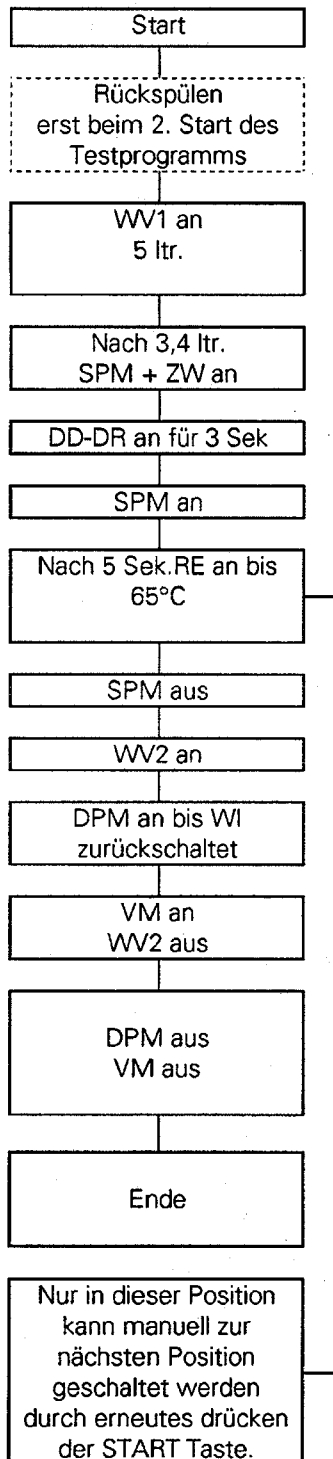 Start
Rückspülen
erst beim 2. Start des
Testprogramms
WV1 an
5 ltr.
Nach 3,4 ltr.
SPM + ZW an
DD-DR an für 3 Sek
SPM an
Nach 5 Sek.RE an bis
65°C
SPM aus
WV2 an
DPM an bis WI
zurückschaltet
VM an
WV2 aus
DPM aus
VM aus
Ende
Nur in dieser Position
kann manuell zur
nächsten Position
geschaltet werden
durch erneutes drücken
der START Taste.